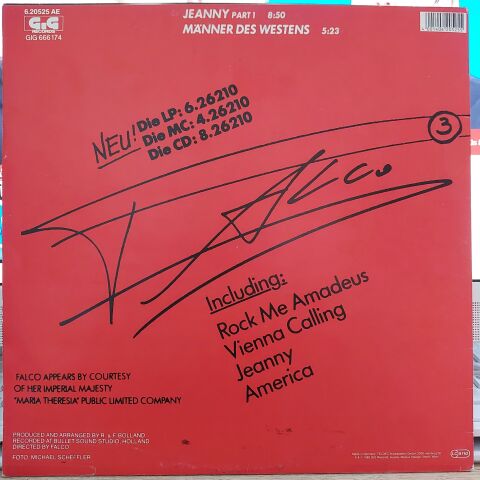 6.20525 AE
GiG
RECORDS
GIG 666174
JEANNY PART 1 8:50
MÄNNER DES WESTENS 5:23
NEU! Die LP: 6.26210
Die MC: 4.26210
Die CD: 8.26210
3
FALCO
Including:
Rock Me Amadeus
Vienna Calling
Jeanny
America
FALCO APPEARS BY COURTESY
OF HER IMPERIAL MAJESTY
"MARIA THERESIA" PUBLIC LIMITED COMPANY
PRODUCED AND ARRANGED BY R. & F. BOLLAND
RECORDED AT BULLET SOUND STUDIO, HOLLAND
DIRECTED BY FALCO
FOTO: MICHAEL SCHEFFLER